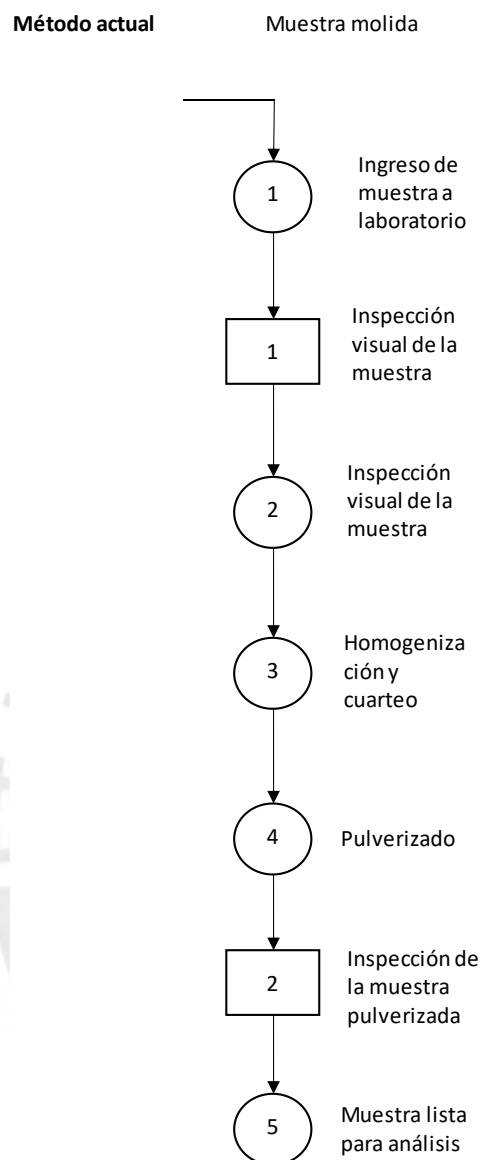 Método actual Muestra molida
1
Ingreso de
muestra a
laboratorio
1
Inspección
visual de la
muestra
2
Inspección
visual de la
muestra
3
Homogeniza
ción y
cuarteo
4
Pulverizado
2
Inspección de
la muestra
pulverizada
5
Muestra lista
para análisis